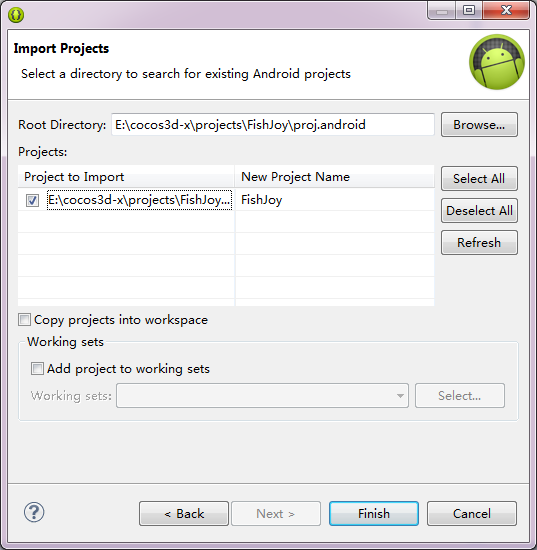 Import Projects
Select a directory to search for existing Android projects
Root Directory: E:\cocos3d-x\projects\FishJoy\proj.android Browse...
Projects:
Project to Import New Project Name Select All
E:\cocos3d-x\projects\FishJoy... FishJoy
Deselect All
Refresh
Copy projects into workspace
Working sets
Add project to working sets
Working sets: Select...
? < Back Next > Finish Cancel